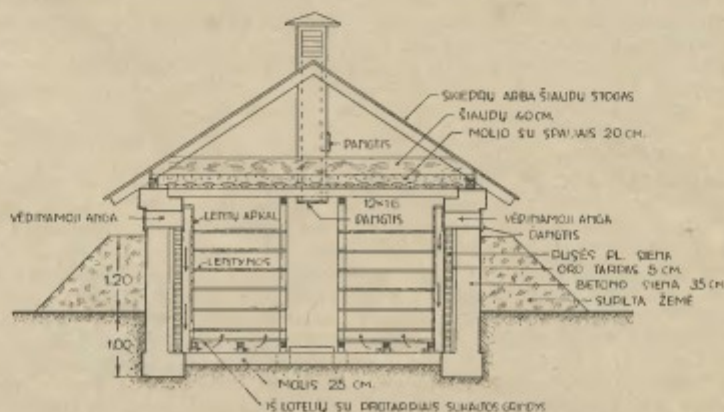 SKIEDRŲ ARBA ŠIAUDŲ STOGAS
ŠIAUDŲ 40 CM.
MOLIO SU SPALIAIS 20 CM.
DANGTIS
12×16
DANGTIS
VĖDINAMOJI ANGA
LENTŲ APKAL.
LENTYNOS
VĖDINAMOJI ANGA
DANGTIS
PUSĖS PL. SIENA
ORO TARPAS 5 CM.
BETONO SIENA 35 CM
SUPILTA ŽEMĖ
1.20
1.00
MOLIS 25 CM.
IŠ LOTELIŲ SU PROTARPIAIS SUKALTOS GRINDYS